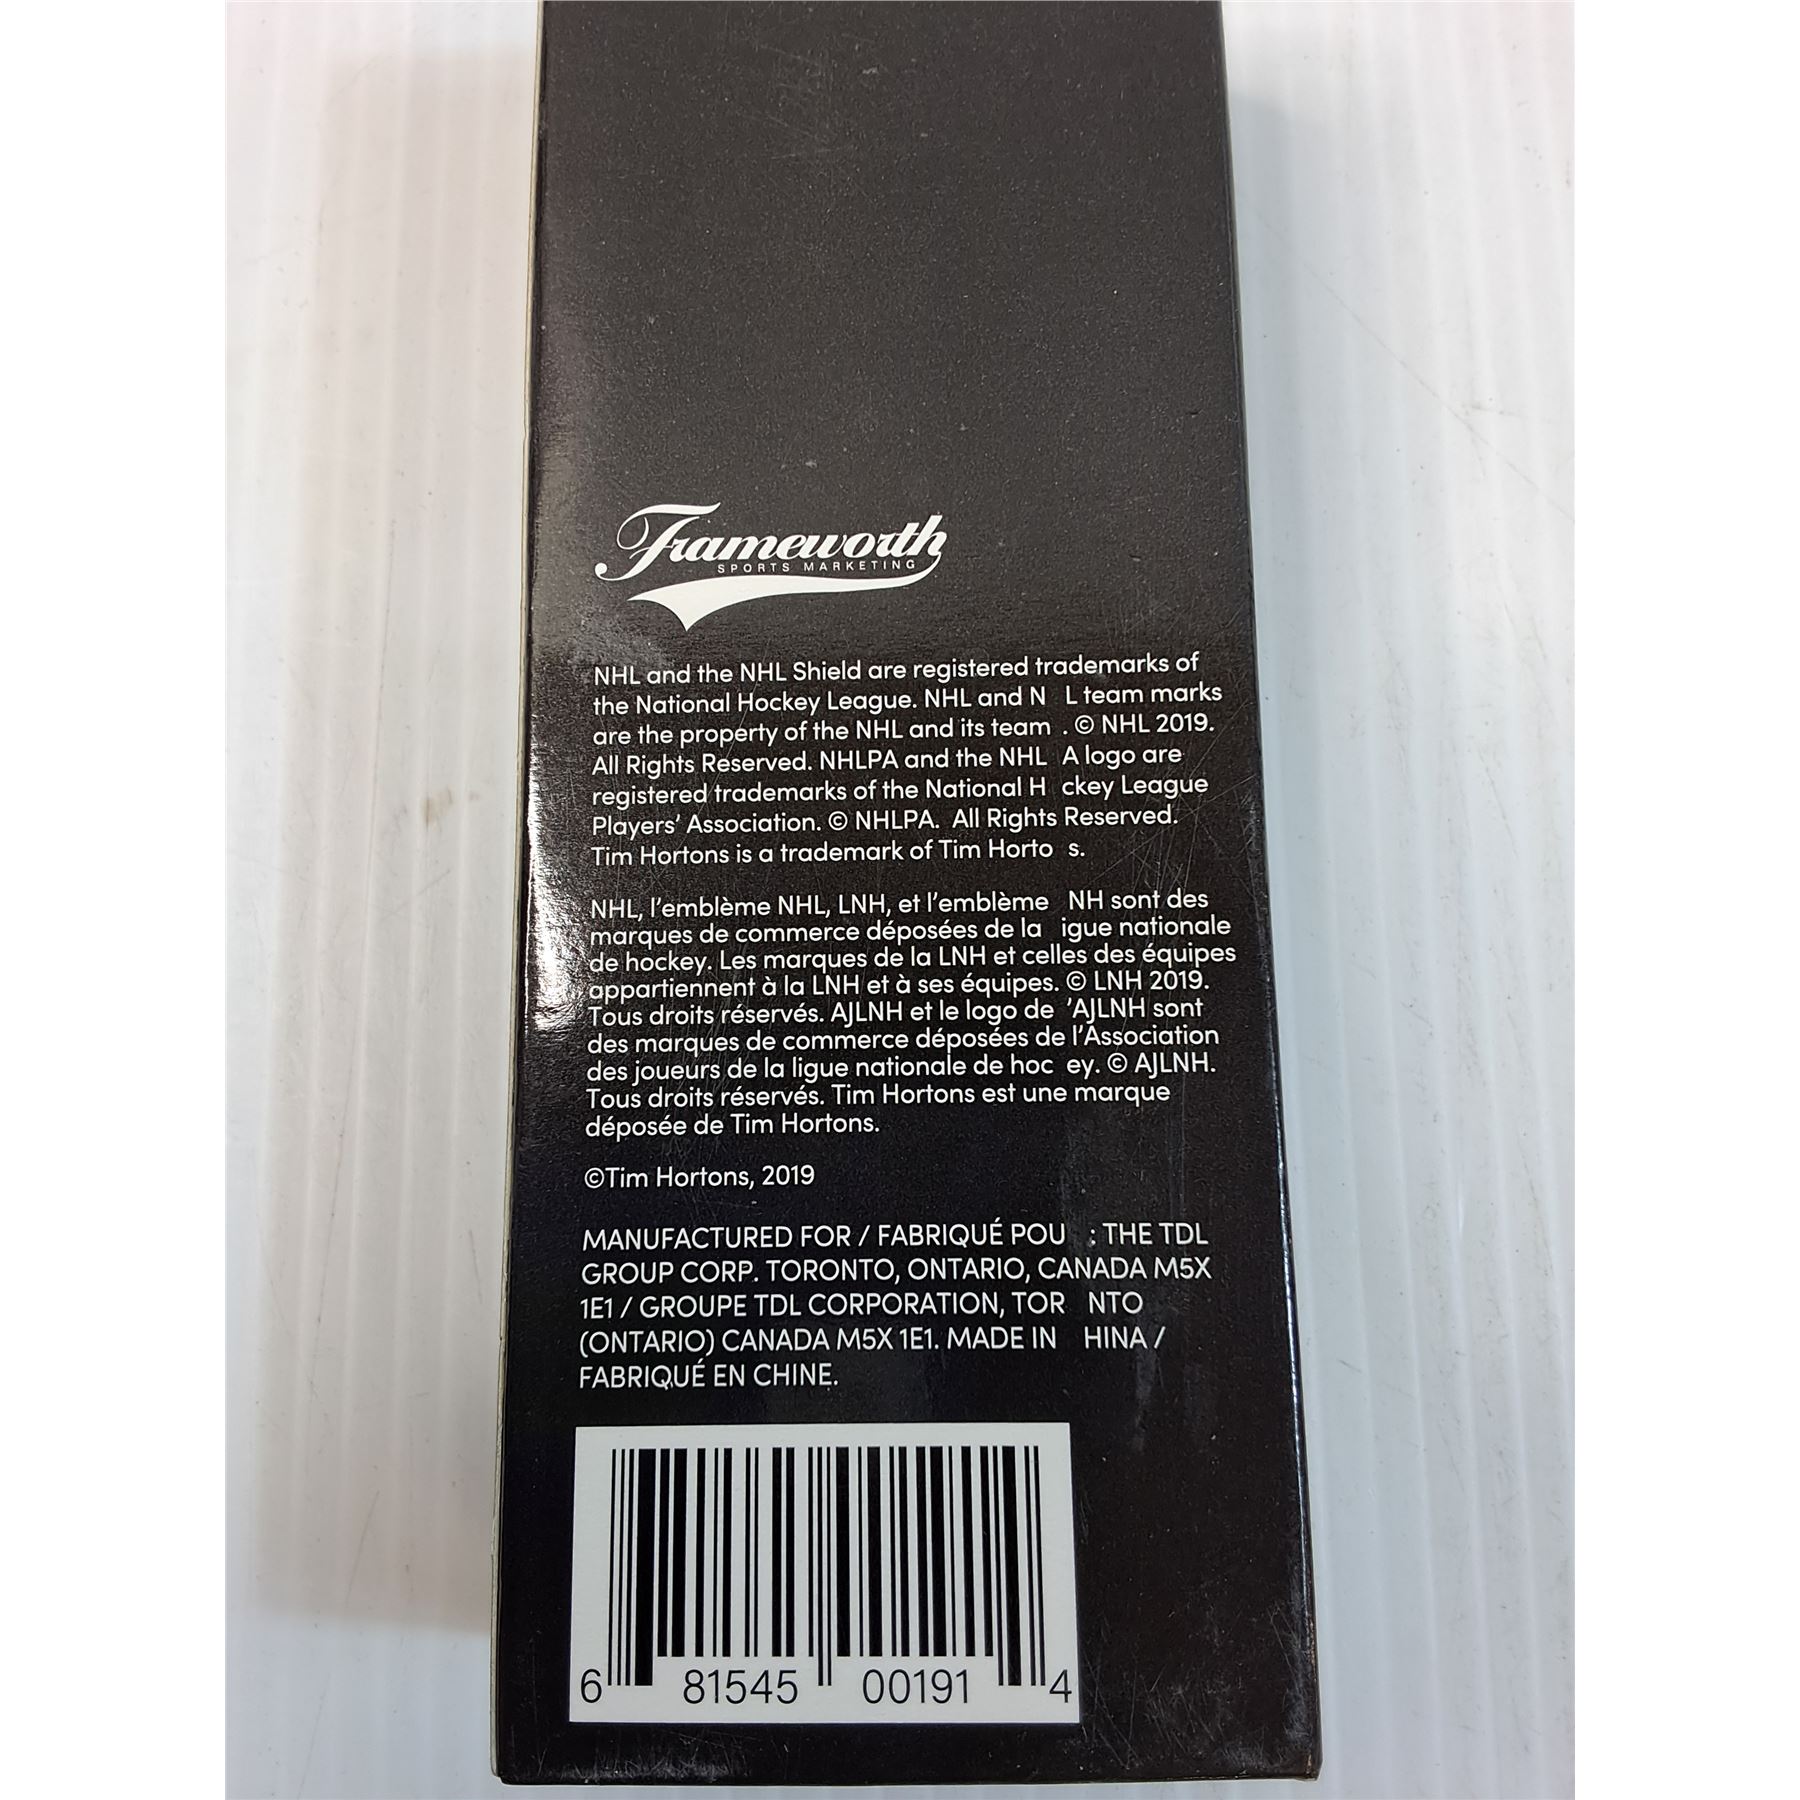 Frameworth
SPORTS MARKETING
NHL and the NHL Shield are registered trademarks of
the National Hockey League. NHL and N L team marks
are the property of the NHL and its team . © NHL 2019.
All Rights Reserved. NHLPA and the NHL A logo are
registered trademarks of the National H ckey League
Players' Association. © NHLPA. All Rights Reserved.
Tim Hortons is a trademark of Tim Horto s.
NHL, l'emblème NHL, LNH, et l'emblème NH sont des
marques de commerce déposées de la igue nationale
de hockey. Les marques de la LNH et celles des équipes
appartiennent à la LNH et à ses équipes. © LNH 2019.
Tous droits réservés. AJLNH et le logo de 'AJLNH sont
des marques de commerce déposées de l'Association
des joueurs de la ligue nationale de hoc ey. © AJLNH.
Tous droits réservés. Tim Hortons est une marque
déposée de Tim Hortons.
©Tim Hortons, 2019
MANUFACTURED FOR / FABRIQUÉ POU : THE TDL
GROUP CORP. TORONTO, ONTARIO, CANADA M5X
1E1 / GROUPE TDL CORPORATION, TOR NTO
(ONTARIO) CANADA M5X 1E1. MADE IN HINA /
FABRIQUÉ EN CHINE.
6 81545 00191 4